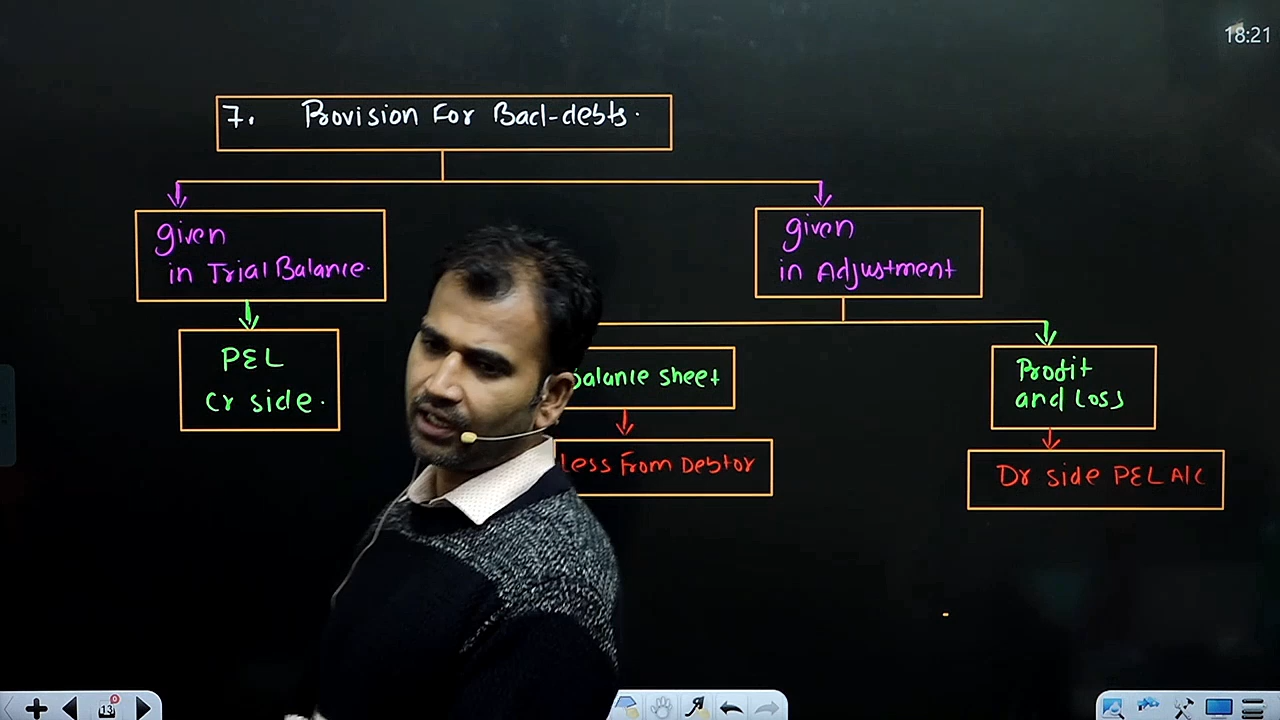 18:21
7. Provision For Bad-debts.
given
in Trial Balance.
given
in Adjustment
P&L
Cr side.
Balance sheet
Profit
and Loss
Less From Debtor
Dr side P&L A/C
13